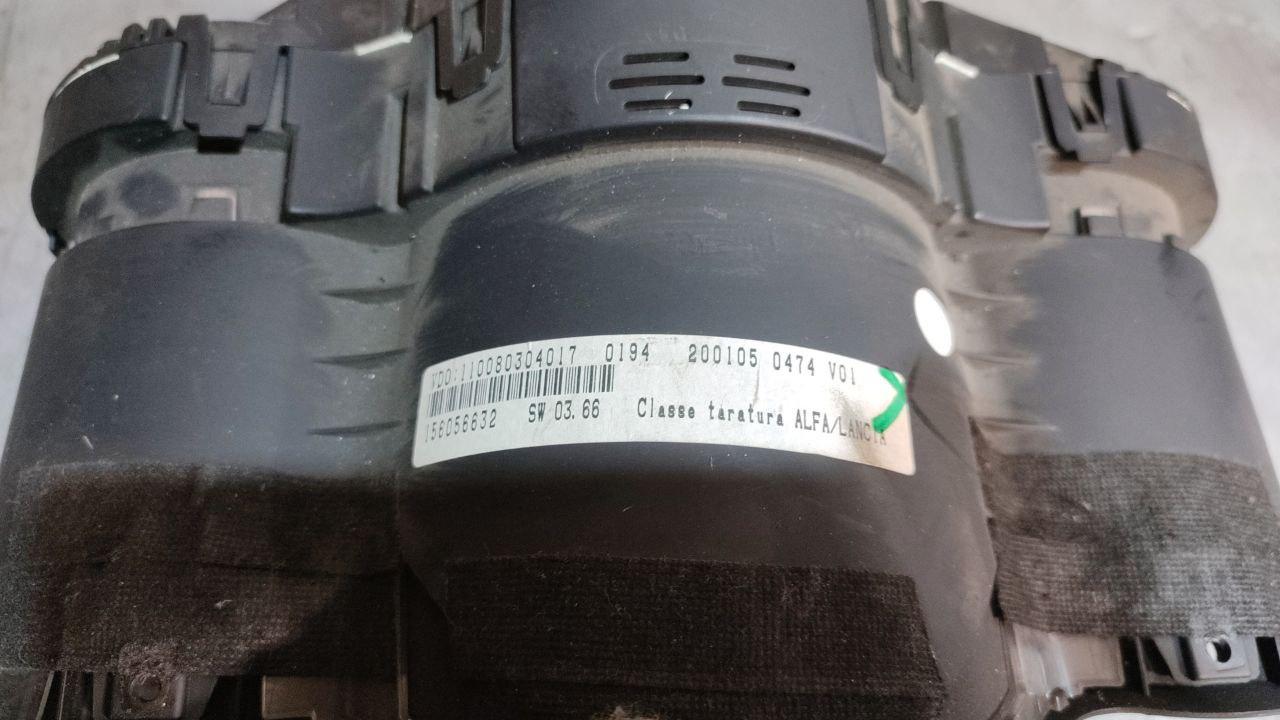 VDO:110080304017 0194 200105 0474 V01
156056632 SW 03.66 Classe taratura ALFA/LANCIA